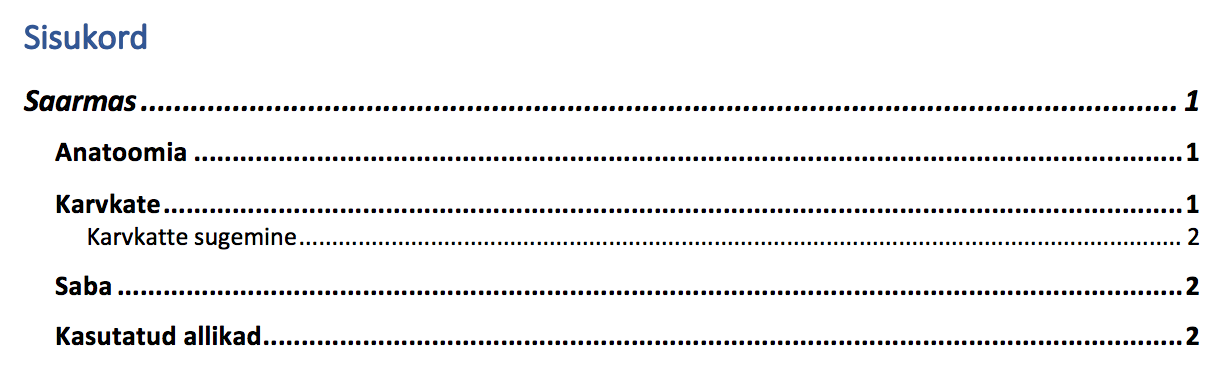 Sisukord
Saarmas 1
Anatoomia 1
Karvkate 1
Karvkatte sugemine 2
Saba 2
Kasutatud allikad 2